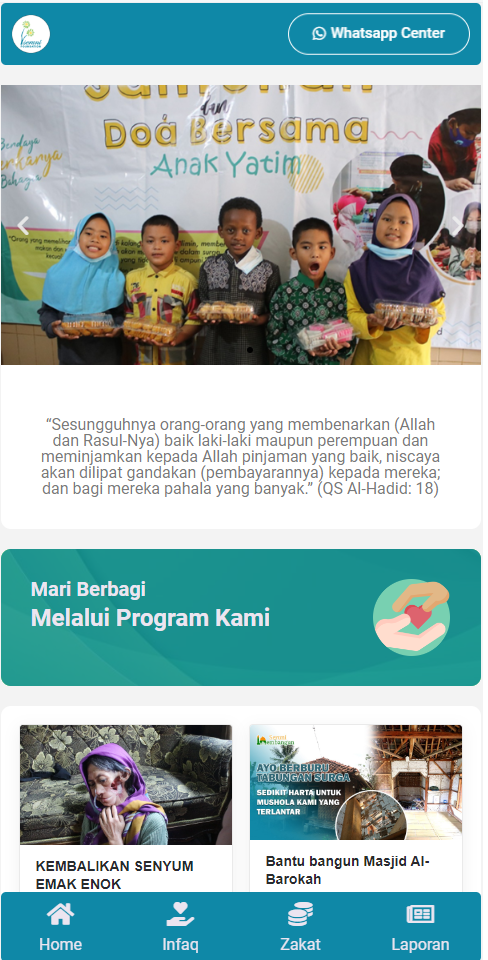 Whatsapp Center
Santunan
dan
Doa Bersama
Anak Yatim
“Sesungguhnya orang-orang yang membenarkan (Allah
dan Rasul-Nya) baik laki-laki maupun perempuan dan
meminjamkan kepada Allah pinjaman yang baik, niscaya
akan dilipat gandakan (pembayarannya) kepada mereka;
dan bagi mereka pahala yang banyak.” (QS Al-Hadid: 18)
Mari Berbagi
Melalui Program Kami
AYO BERBURU
TABUNGAN SURGA
SEDIKIT HARTA UNTUK
MUSHOLA KAMI YANG
TERLANTAR
KEMBALIKAN SENYUM
EMAK ENOK
Bantu bangun Masjid Al-
Barokah
Home
Infaq
Zakat
Laporan